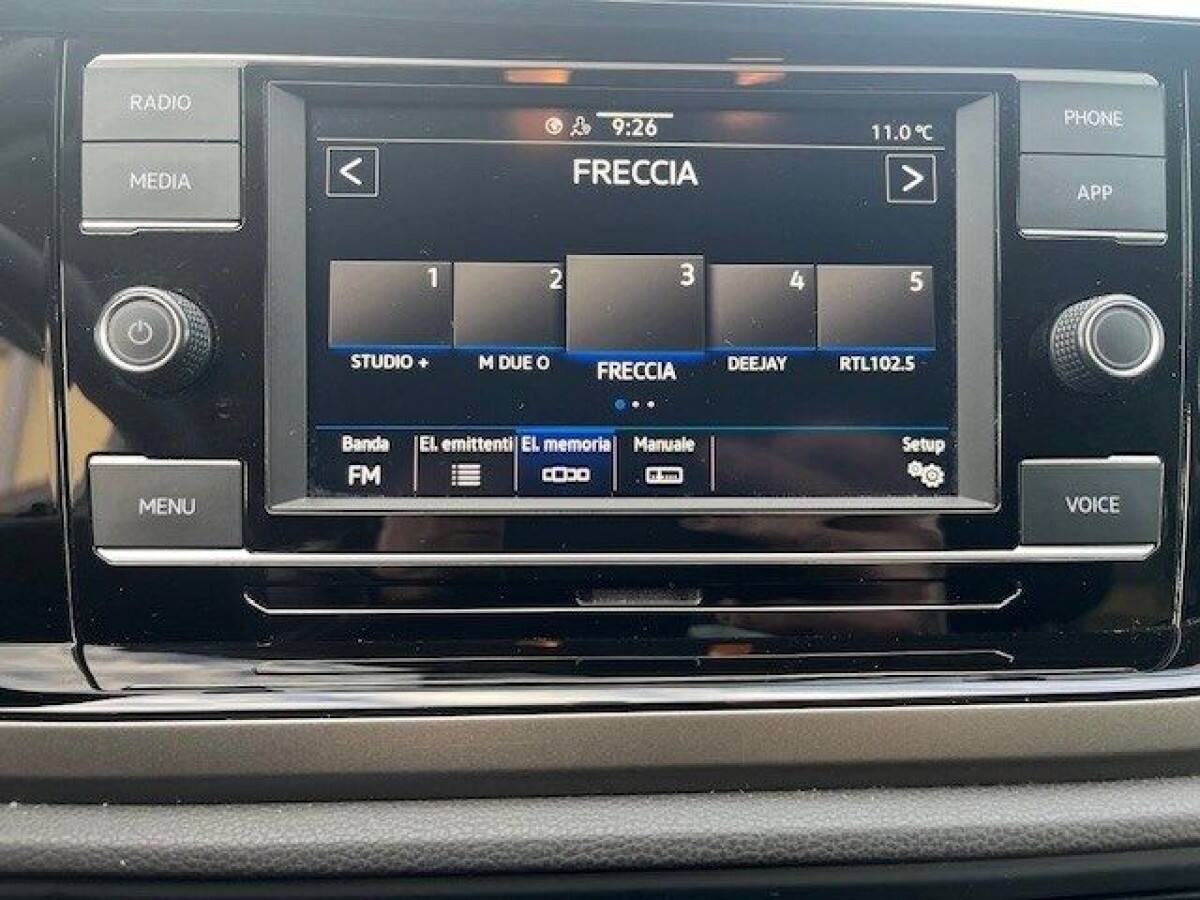 RADIO
MEDIA
PHONE
APP
9:26
11.0 °C
<
FRECCIA
>
1
2
3
4
5
STUDIO +
M DUE O
FRECCIA
DEEJAY
RTL102.5
Banda
El. emittenti
El. memoria
Manuale
Setup
FM
MENU
VOICE